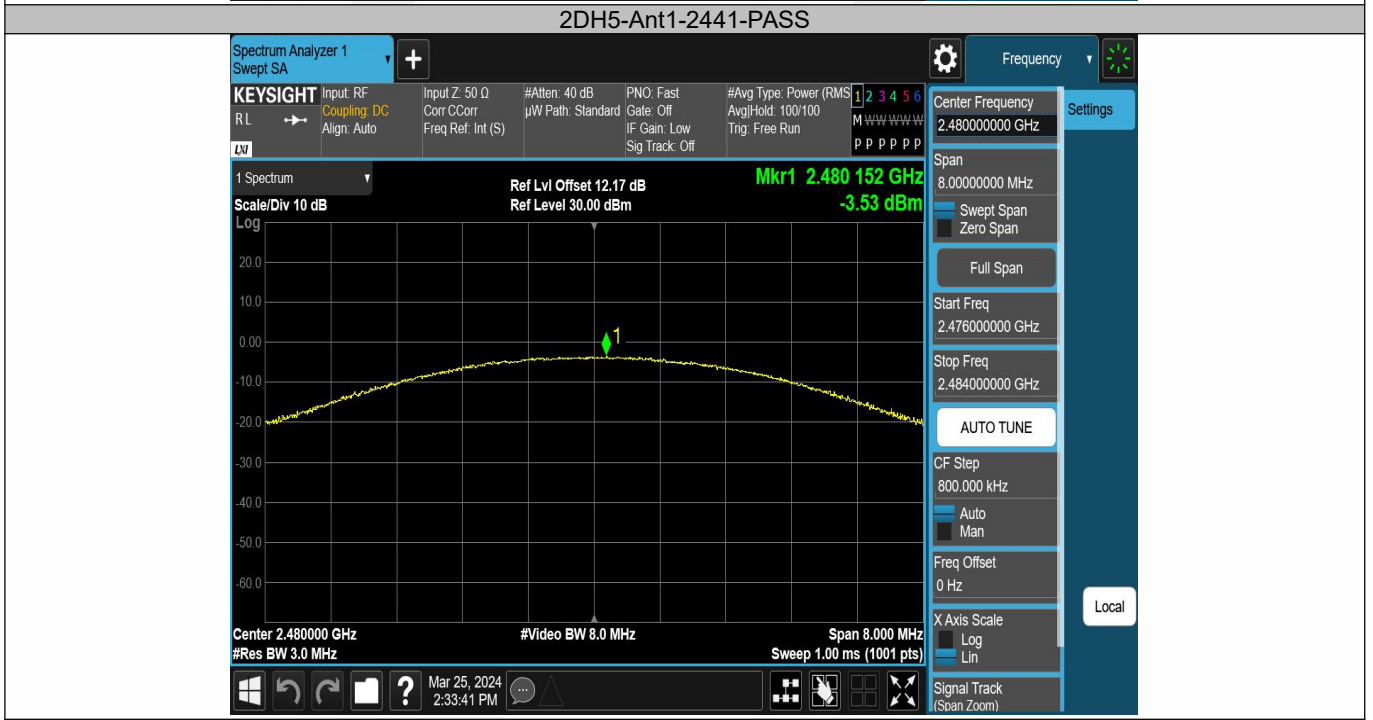 2DH5-Ant1-2441-PASS
Spectrum Analyzer 1
Swept SA
+
Frequency
KEYSIGHT
RL
LXI
Input: RF
Coupling: DC
Align: Auto
Input Z: 50 Ω
Corr CCorr
Freq Ref: Int (S)
#Atten: 40 dB
µW Path: Standard
PNO: Fast
Gate: Off
IF Gain: Low
Sig Track: Off
#Avg Type: Power (RMS
Avg|Hold: 100/100
Trig: Free Run
1 2 3 4 5 6
M W W W W W
P P P P P P
Center Frequency
2.480000000 GHz
Settings
1 Spectrum
Scale/Div 10 dB
Log
Ref Lvl Offset 12.17 dB
Ref Level 30.00 dBm
Mkr1 2.480 152 GHz
-3.53 dBm
Span
8.00000000 MHz
Swept Span
Zero Span
Full Span
Start Freq
2.476000000 GHz
Stop Freq
2.484000000 GHz
AUTO TUNE
CF Step
800.000 kHz
Auto
Man
Freq Offset
0 Hz
X Axis Scale
Log
Lin
Signal Track
(Span Zoom)
Local
20.0
10.0
0.00
1
-10.0
-20.0
-30.0
-40.0
-50.0
-60.0
Center 2.480000 GHz
#Res BW 3.0 MHz
#Video BW 8.0 MHz
Span 8.000 MHz
Sweep 1.00 ms (1001 pts)
?
Mar 25, 2024
2:33:41 PM